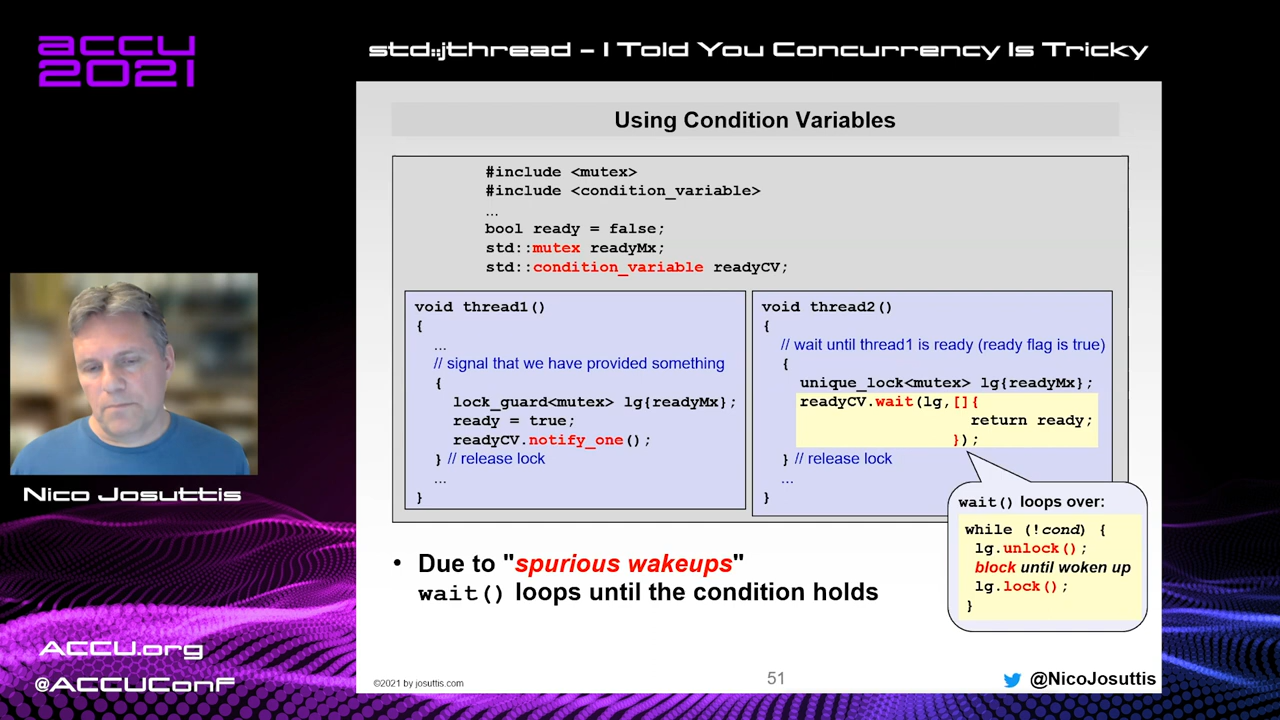 accu
2021
std::jthread – I Told You Concurrency Is Tricky
Using Condition Variables
#include <mutex>
#include <condition_variable>
...
bool ready = false;
std::mutex readyMx;
std::condition_variable readyCV;
void thread1()
{
...
// signal that we have provided something
{
lock_guard<mutex> lg{readyMx};
ready = true;
readyCV.notify_one();
} // release lock
...
}
void thread2()
{
// wait until thread1 is ready (ready flag is true)
{
unique_lock<mutex> lg{readyMx};
readyCV.wait(lg,[]{
return ready;
});
} // release lock
...
}
wait() loops over:
while (!cond) {
lg.unlock();
block until woken up
lg.lock();
}
• Due to "spurious wakeups"
wait() loops until the condition holds
©2021 by josuttis.com
51
@NicoJosuttis
Nico Josuttis
ACCU.org
@ACCUConf